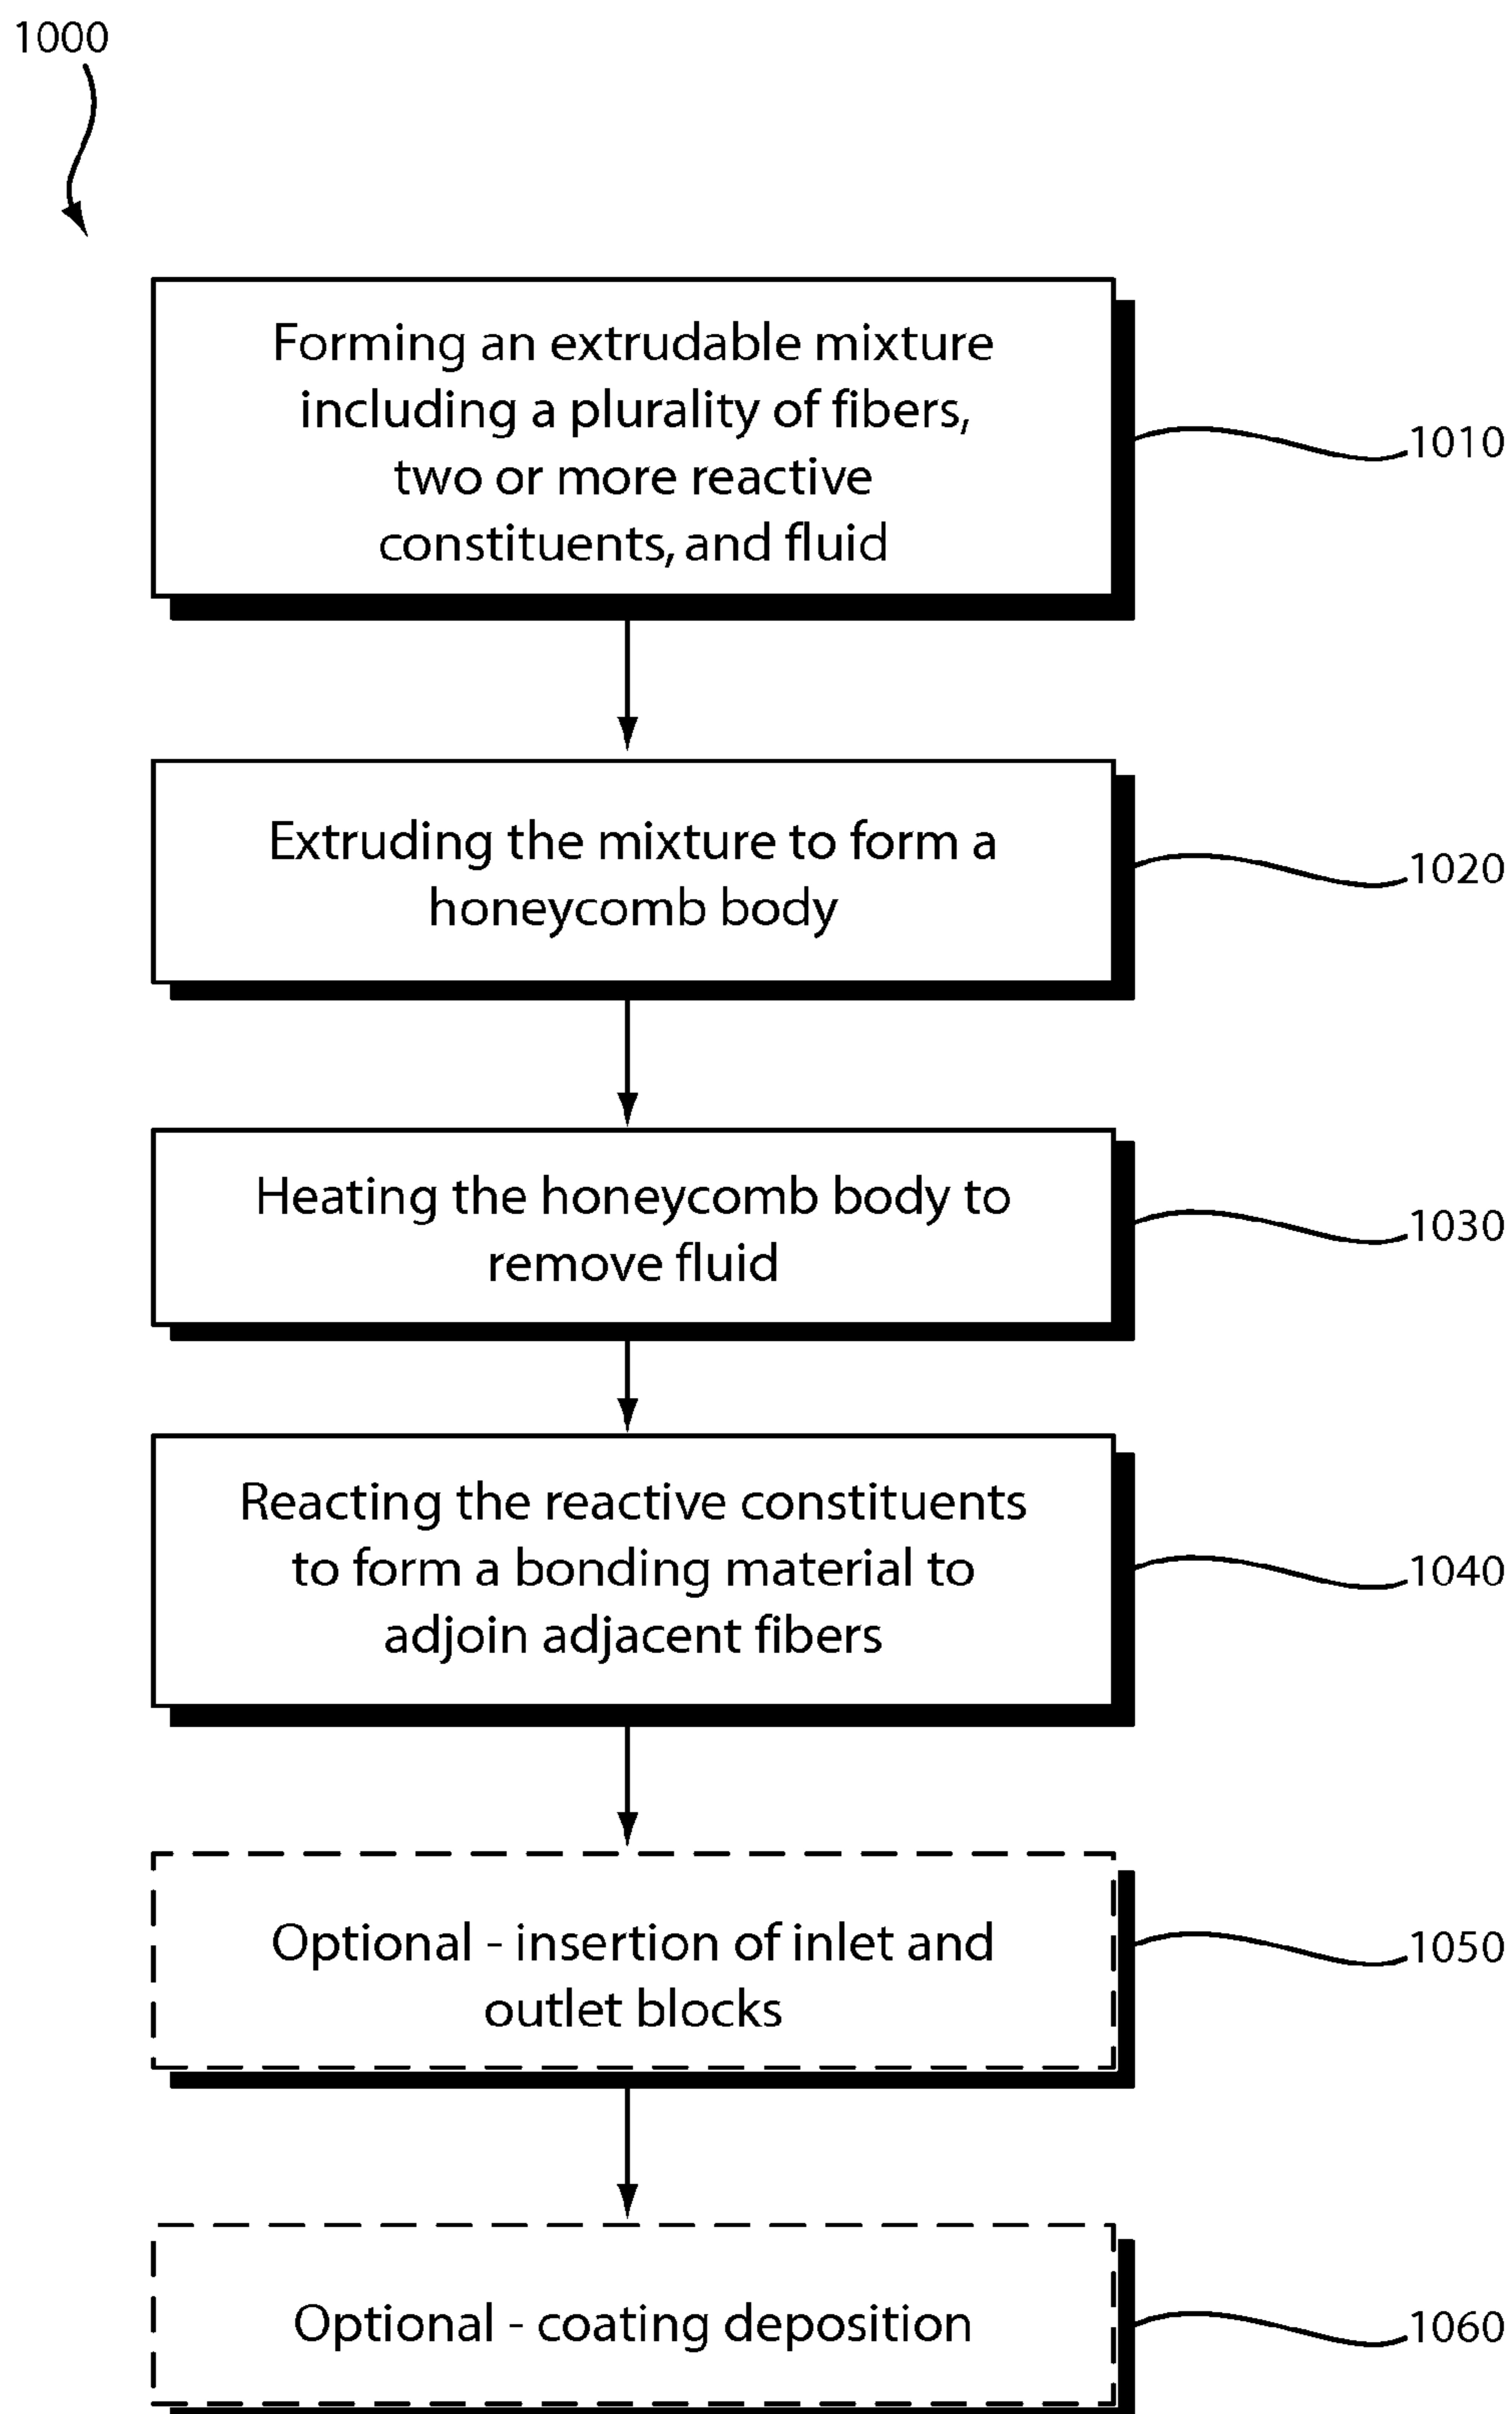 1000
Forming an extrudable mixture
including a plurality of fibers,
two or more reactive
constituents, and fluid
1010
Extruding the mixture to form a
honeycomb body
1020
Heating the honeycomb body to
remove fluid
1030
Reacting the reactive constituents
to form a bonding material to
adjoin adjacent fibers
1040
Optional - insertion of inlet and
outlet blocks
1050
Optional - coating deposition
1060